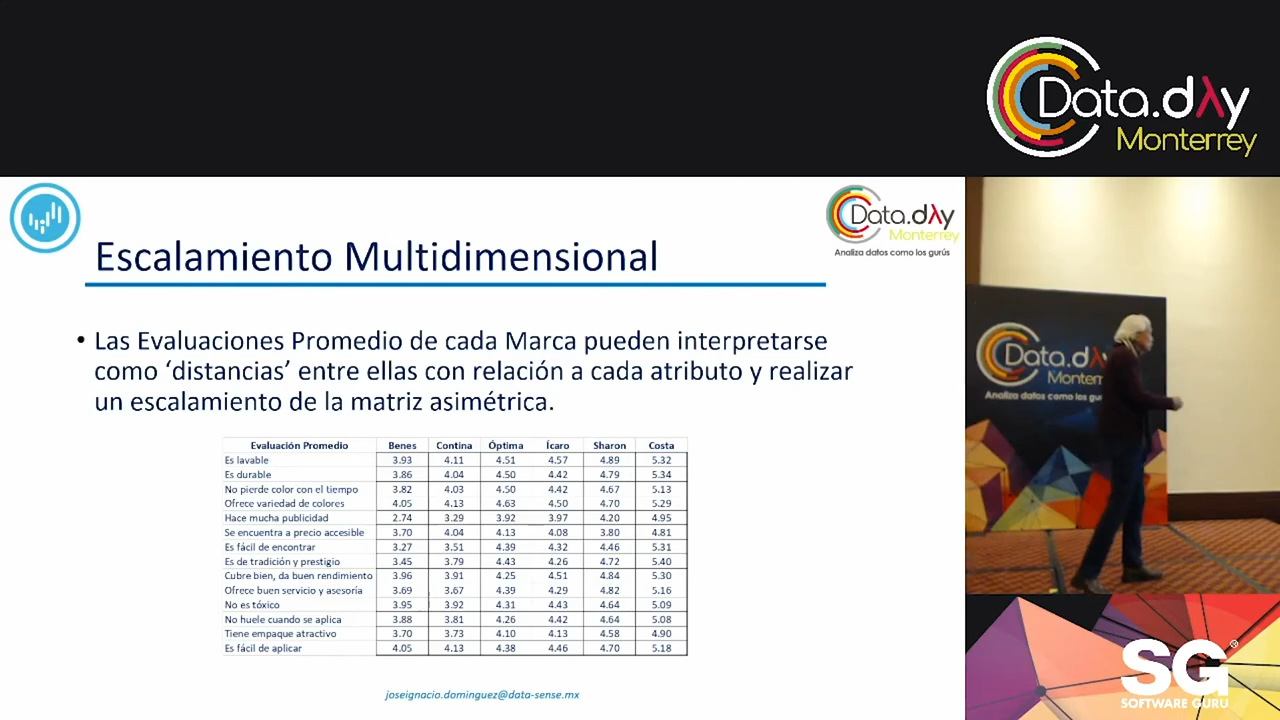 Data.dλy
Monterrey
Data.dλy
Monterrey
Analiza datos como los gurús
Escalamiento Multidimensional
• Las Evaluaciones Promedio de cada Marca pueden interpretarse
como ‘distancias’ entre ellas con relación a cada atributo y realizar
un escalamiento de la matriz asimétrica.
Evaluación Promedio Benes Contina Óptima Ícaro Sharon Costa
Es lavable 3.93 4.11 4.51 4.57 4.89 5.32
Es durable 3.86 4.04 4.50 4.42 4.79 5.34
No pierde color con el tiempo 3.82 4.03 4.50 4.42 4.67 5.13
Ofrece variedad de colores 4.05 4.13 4.63 4.50 4.70 5.29
Hace mucha publicidad 2.74 3.29 3.92 3.97 4.20 4.95
Se encuentra a precio accesible 3.70 4.04 4.13 4.08 3.80 4.81
Es fácil de encontrar 3.27 3.51 4.39 4.32 4.46 5.31
Es de tradición y prestigio 3.45 3.79 4.43 4.26 4.72 5.40
Cubre bien, da buen rendimiento 3.96 3.91 4.25 4.51 4.84 5.30
Ofrece buen servicio y asesoría 3.69 3.67 4.39 4.29 4.82 5.16
No es tóxico 3.95 3.92 4.31 4.43 4.64 5.09
No huele cuando se aplica 3.88 3.81 4.26 4.42 4.64 5.08
Tiene empaque atractivo 3.70 3.73 4.10 4.13 4.58 4.90
Es fácil de aplicar 4.05 4.13 4.38 4.46 4.70 5.18
joseignacio.dominguez@data-sense.mx
Data.d
Monterr
Analiza datos como los gu
SG®
SOFTWARE GURU